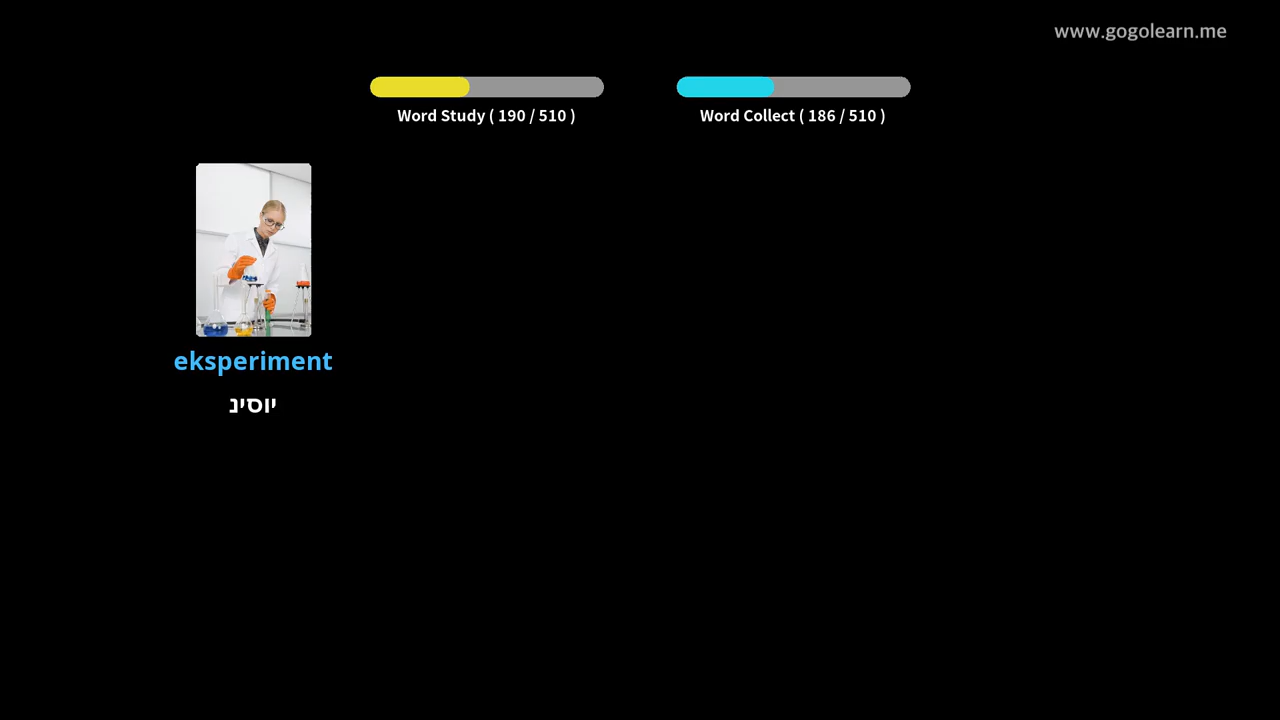 www.gogolearn.me
Word Study ( 190 / 510 )
Word Collect ( 186 / 510 )
eksperiment
יוסינ